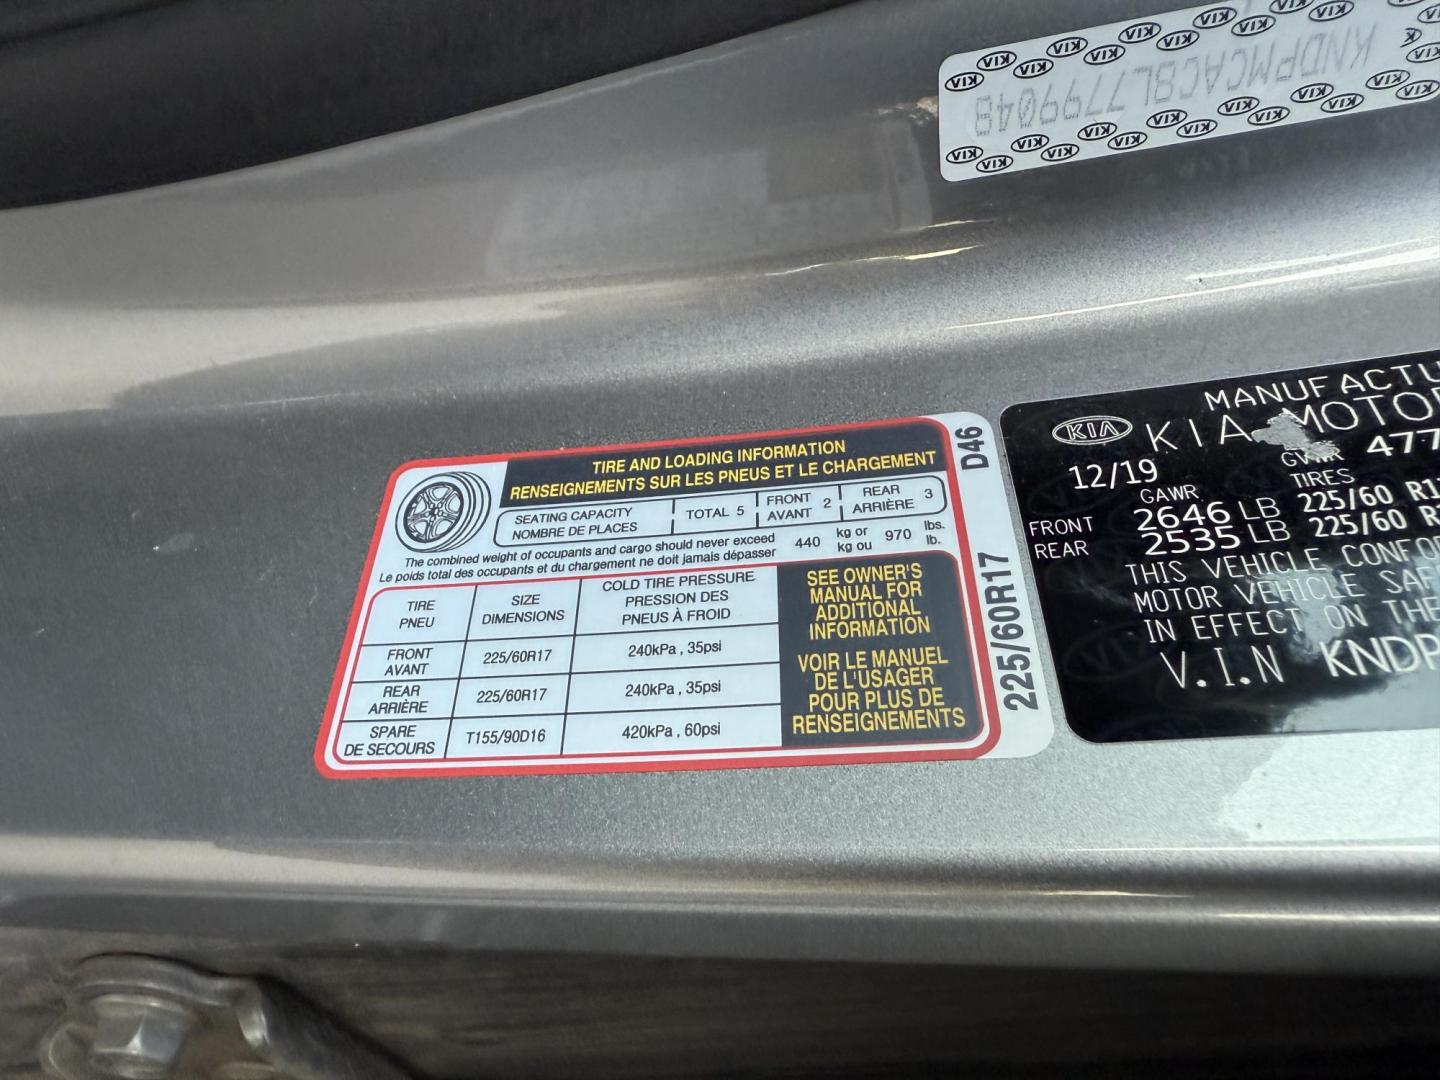 KNDPMCAC8L7799048
TIRE AND LOADING INFORMATION
RENSEIGNEMENTS SUR LES PNEUS ET LE CHARGEMENT
SEATING CAPACITY
NOMBRE DE PLACES
TOTAL 5
FRONT
AVANT
2
REAR
ARRIÈRE
3
The combined weight of occupants and cargo should never exceed
Le poids total des occupants et du chargement ne doit jamais dépasser
440
kg or
kg ou
970
lbs.
lb.
TIRE
PNEU
SIZE
DIMENSIONS
COLD TIRE PRESSURE
PRESSION DES
PNEUS À FROID
FRONT
AVANT
225/60R17
240kPa , 35psi
REAR
ARRIÈRE
225/60R17
240kPa , 35psi
SPARE
DE SECOURS
T155/90D16
420kPa , 60psi
SEE OWNER'S
MANUAL FOR
ADDITIONAL
INFORMATION
VOIR LE MANUEL
DE L'USAGER
POUR PLUS DE
RENSEIGNEMENTS
D46
225/60R17
KIA
KIA
12/19
GVWR 477
GAWR TIRES
FRONT 2646 LB 225/60
REAR 2535 LB 225/60
THIS VEHICLE
MOTOR VEHICLE
IN EFFECT ON THE
V.I.N KNDP